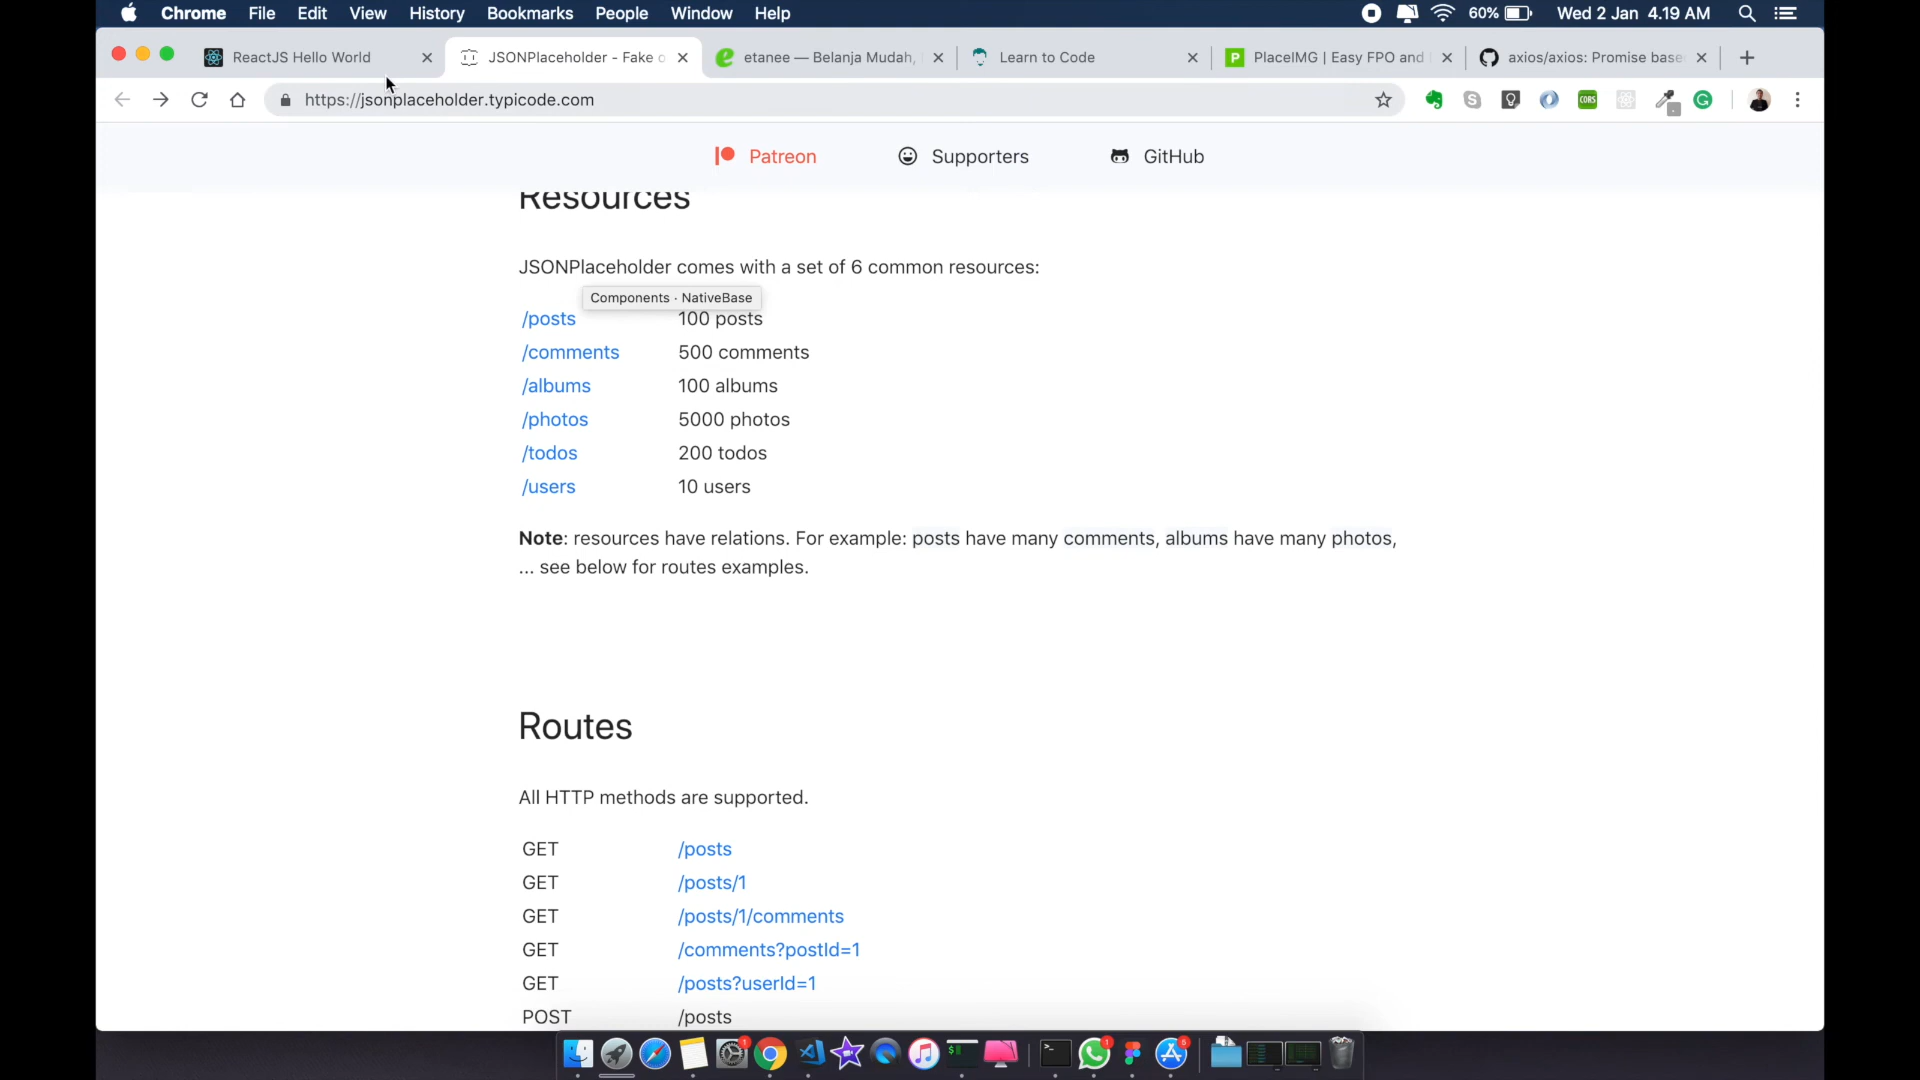 Chrome File Edit View History Bookmarks People Window Help 60% Wed 2 Jan 4.19 AM
ReactJS Hello World JSONPlaceholder - Fake o etanee — Belanja Mudah, Learn to Code PlaceIMG | Easy FPO and axios/axios: Promise base
https://jsonplaceholder.typicode.com CORS
Patreon Supporters GitHub
Resources
JSONPlaceholder comes with a set of 6 common resources:
Components · NativeBase
/posts 100 posts
/comments 500 comments
/albums 100 albums
/photos 5000 photos
/todos 200 todos
/users 10 users
Note: resources have relations. For example: posts have many comments, albums have many photos,
... see below for routes examples.
Routes
All HTTP methods are supported.
GET /posts
GET /posts/1
GET /posts/1/comments
GET /comments?postId=1
GET /posts?userId=1
POST /posts